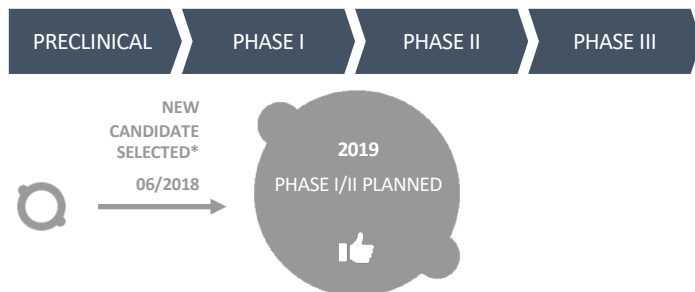 PRECLINICAL PHASE I PHASE II PHASE III
NEW
CANDIDATE
SELECTED*
06/2018
2019
PHASE I/II PLANNED